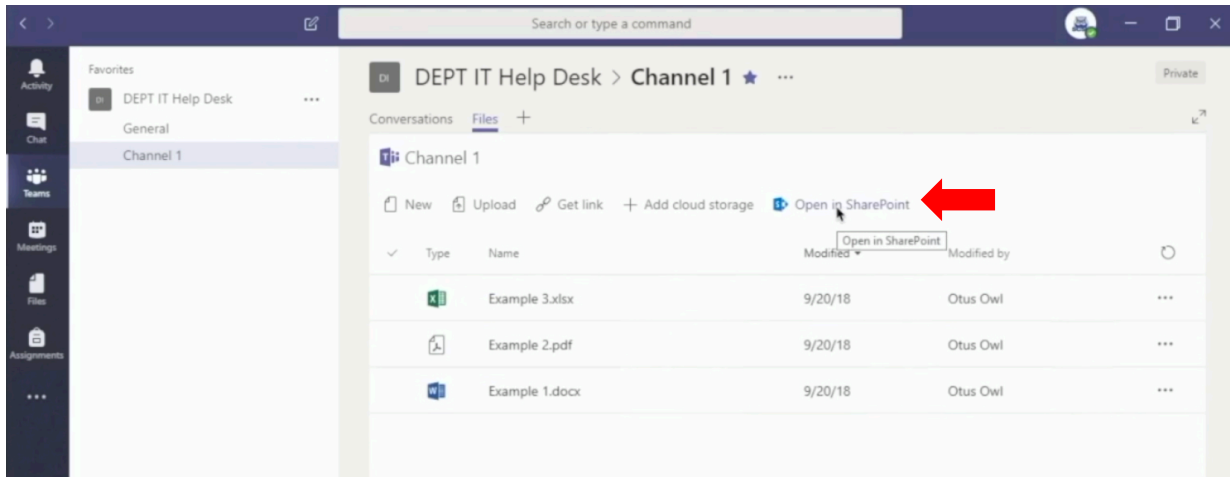 Search or type a command
Activity
Chat
Teams
Meetings
Files
Assignments
Favorites
DI DEPT IT Help Desk
General
Channel 1
DI DEPT IT Help Desk > Channel 1
Private
Conversations Files +
Channel 1
New Upload Get link + Add cloud storage Open in SharePoint
Open in SharePoint
Type Name Modified Modified by
Example 3.xlsx 9/20/18 Otus Owl
Example 2.pdf 9/20/18 Otus Owl
Example 1.docx 9/20/18 Otus Owl